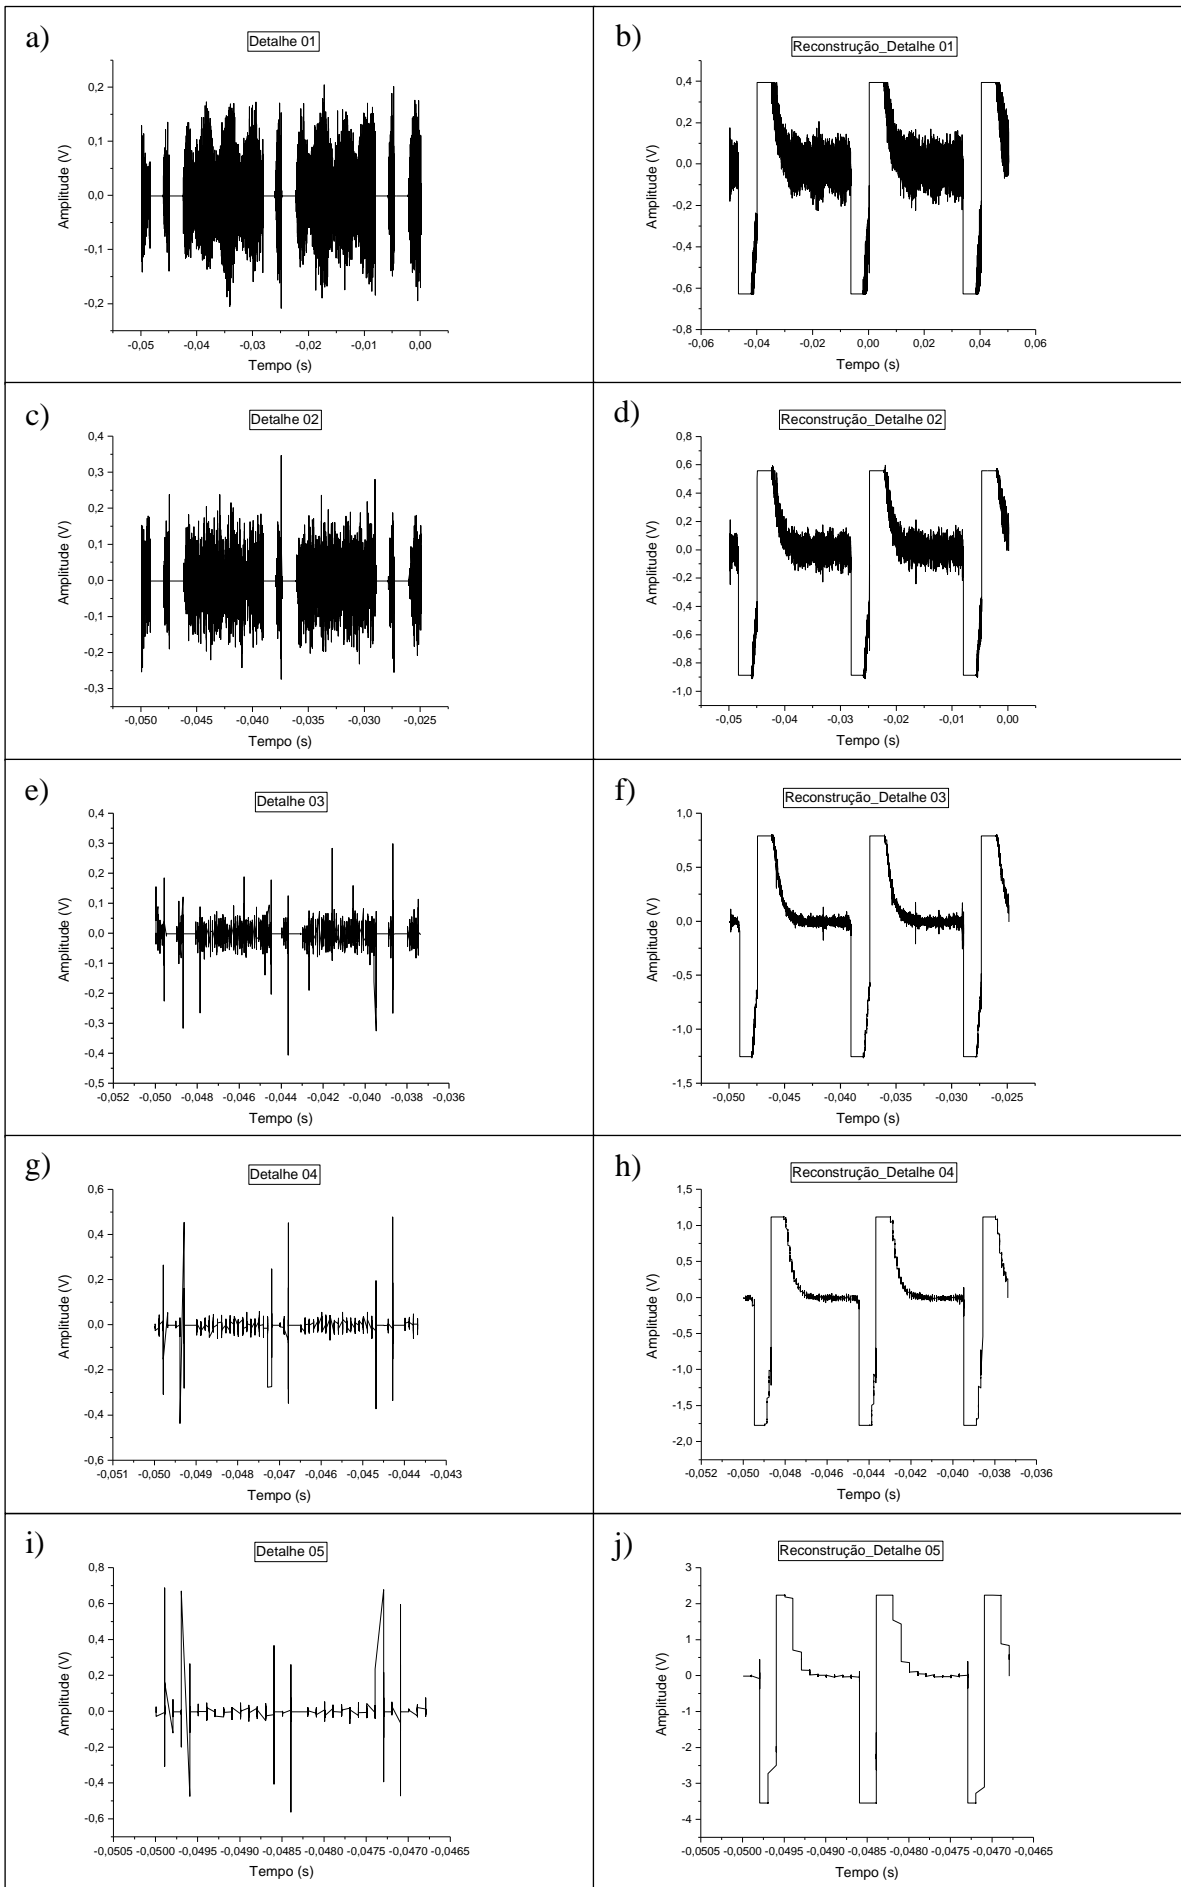 a)
Detalhe 01
0,2
0,1
0,0
-0,1
-0,2
Amplitude (V)
-0,05 -0,04 -0,03 -0,02 -0,01 0,00
Tempo (s)
b)
Reconstrução_Detalhe 01
0,4
0,2
0,0
-0,2
-0,4
-0,6
-0,8
Amplitude (V)
-0,06 -0,04 -0,02 0,00 0,02 0,04 0,06
Tempo (s)
c)
Detalhe 02
0,4
0,3
0,2
0,1
0,0
-0,1
-0,2
-0,3
Amplitude (V)
-0,050 -0,045 -0,040 -0,035 -0,030 -0,025
Tempo (s)
d)
Reconstrução_Detalhe 02
0,8
0,6
0,4
0,2
0,0
-0,2
-0,4
-0,6
-0,8
-1,0
Amplitude (V)
-0,05 -0,04 -0,03 -0,02 -0,01 0,00
Tempo (s)
e)
Detalhe 03
0,4
0,3
0,2
0,1
0,0
-0,1
-0,2
-0,3
-0,4
-0,5
Amplitude (V)
-0,052 -0,050 -0,048 -0,046 -0,044 -0,042 -0,040 -0,038 -0,036
Tempo (s)
f)
Reconstrução_Detalhe 03
1,0
0,5
0,0
-0,5
-1,0
-1,5
Amplitude (V)
-0,050 -0,045 -0,040 -0,035 -0,030 -0,025
Tempo (s)
g)
Detalhe 04
0,6
0,4
0,2
0,0
-0,2
-0,4
-0,6
Amplitude (V)
-0,051 -0,050 -0,049 -0,048 -0,047 -0,046 -0,045 -0,044 -0,043
Tempo (s)
h)
Reconstrução_Detalhe 04
1,5
1,0
0,5
0,0
-0,5
-1,0
-1,5
-2,0
Amplitude (V)
-0,052 -0,050 -0,048 -0,046 -0,044 -0,042 -0,040 -0,038 -0,036
Tempo (s)
i)
Detalhe 05
0,8
0,6
0,4
0,2
0,0
-0,2
-0,4
-0,6
Amplitude (V)
-0,0505 -0,0500 -0,0495 -0,0490 -0,0485 -0,0480 -0,0475 -0,0470 -0,0465
Tempo (s)
j)
Reconstrução_Detalhe 05
3
2
1
0
-1
-2
-3
-4
Amplitude (V)
-0,0505 -0,0500 -0,0495 -0,0490 -0,0485 -0,0480 -0,0475 -0,0470 -0,0465
Tempo (s)